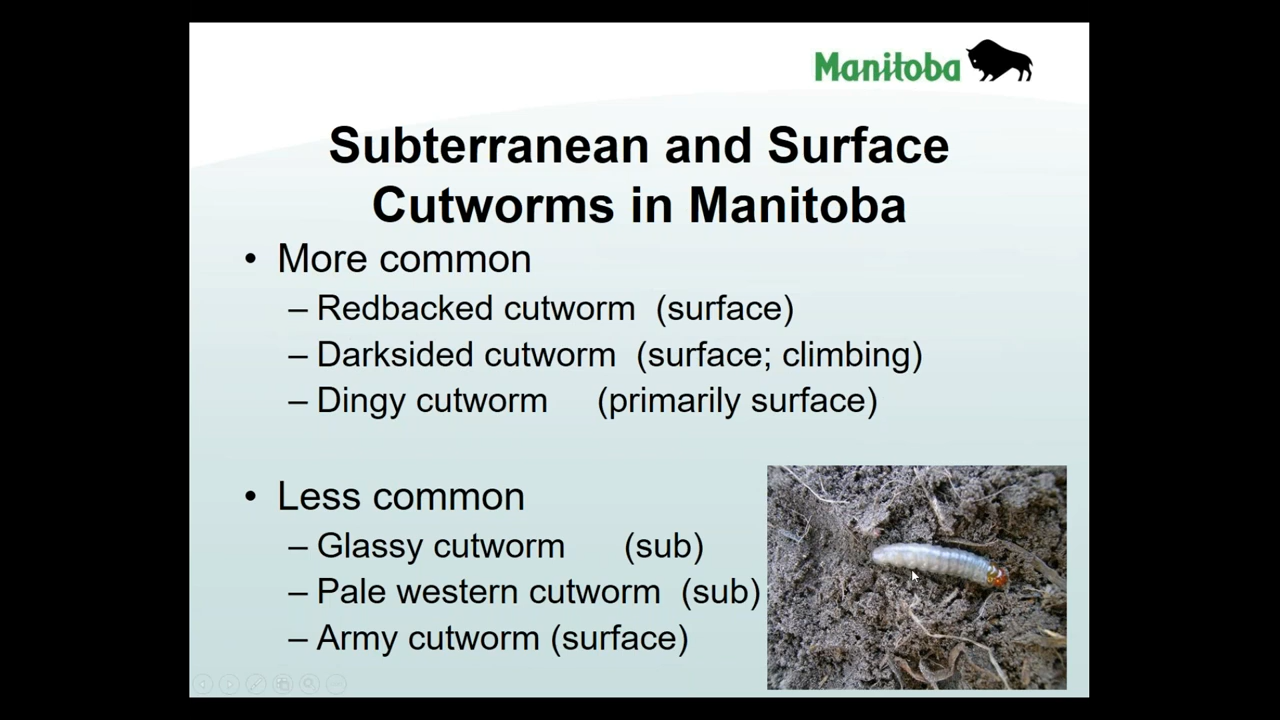 Manitoba
Subterranean and Surface
Cutworms in Manitoba
• More common
– Redbacked cutworm (surface)
– Darksided cutworm (surface; climbing)
– Dingy cutworm (primarily surface)
• Less common
– Glassy cutworm (sub)
– Pale western cutworm (sub)
– Army cutworm (surface)